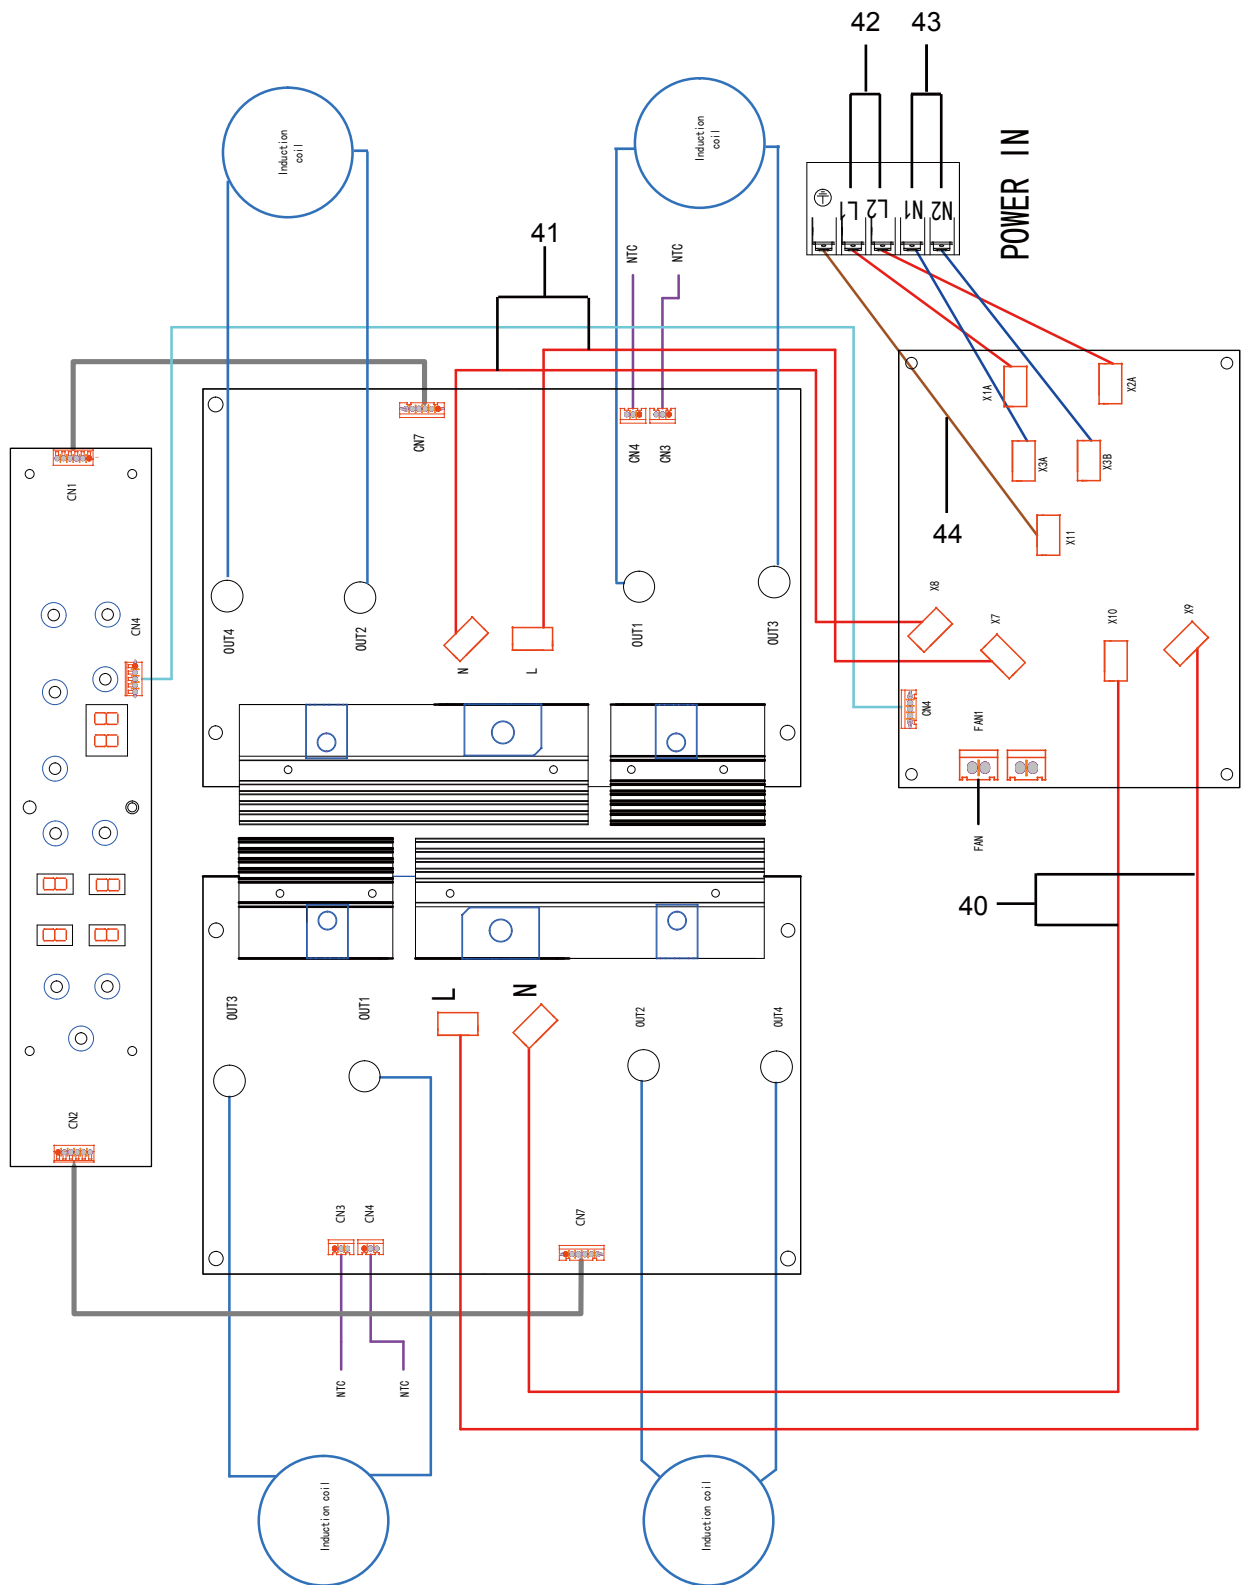 42
43
Induction
coil
Induction
coil
POWER IN
L1
L2
N1
N2
41
NTC
NTC
X1A
X2A
X3A
X3B
44
X11
CN7
CN4
CN3
CN1
CN4
OUT4
OUT2
N
L
OUT1
OUT3
X8
X7
X10
X9
CN4
FAN1
FAN
40
OUT3
OUT1
L
N
OUT2
OUT4
CN2
CN3
CN4
CN7
NTC
NTC
Induction coil
Induction coil